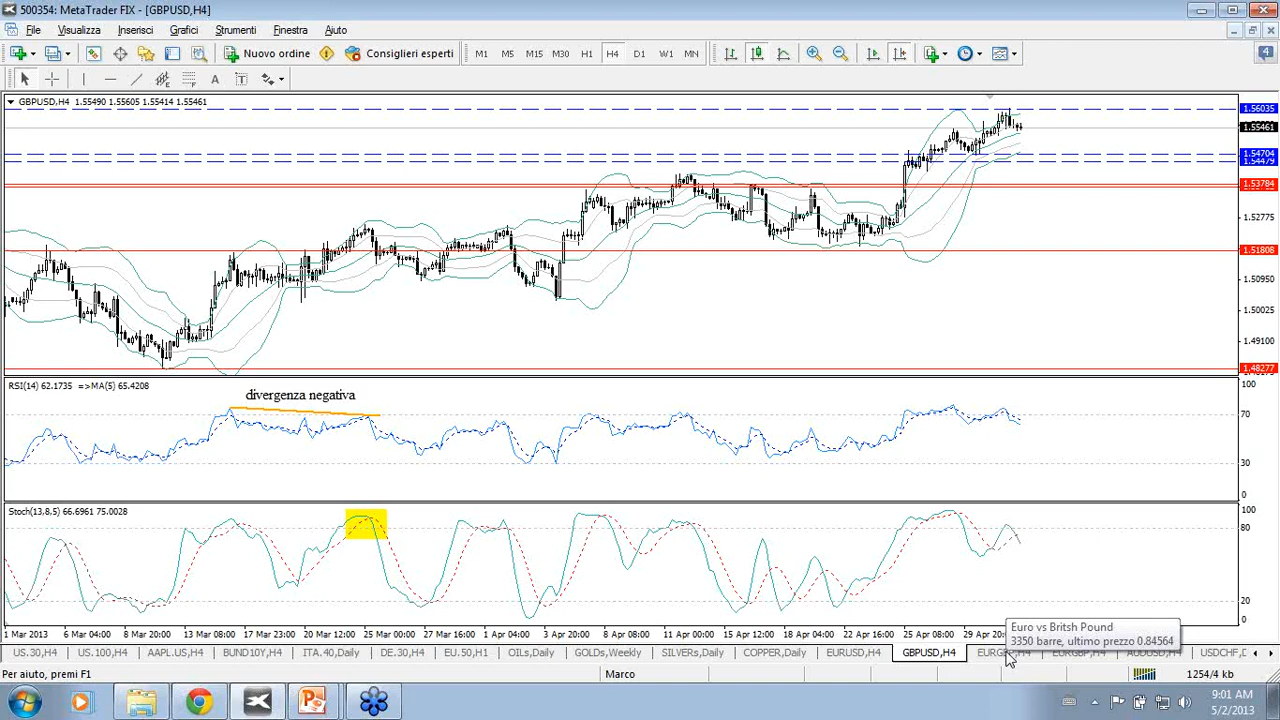 500354: MetaTrader FIX - [GBPUSD,H4]
File Visualizza Inserisci Grafici Strumenti Finestra Aiuto
Nuovo ordine Consiglieri esperti M1 M5 M15 M30 H1 H4 D1 W1 MN 4
A T
GBPUSD,H4 1.55490 1.55605 1.55414 1.55461
1.56035
1.55461
1.54704
1.54479
1.53784
1.52775
1.51808
1.50950
1.50025
1.49100
1.48277
RSI(14) 62.1735 =>MA(5) 65.4208
divergenza negativa
100
70
30
0
Stoch(13,8,5) 66.6961 75.0028
100
80
20
0
1 Mar 2013 6 Mar 04:00 8 Mar 20:00 13 Mar 08:00 17 Mar 23:00 20 Mar 12:00 25 Mar 00:00 27 Mar 16:00 1 Apr 04:00 3 Apr 20:00 8 Apr 08:00 11 Apr 00:00 14 Mar 12:00 18 Apr 04:00 22 Apr 16:00 25 Apr 08:00 29 Apr 20:
Euro vs Britsh Pound
3350 barre, ultimo prezzo 0.84564
US.30,H4 US.100,H4 AAPL.US,H4 BUND10Y,H4 ITA.40,Daily DE.30,H4 EU.50,H1 OILs,Daily GOLDs,Weekly SILVERs,Daily COPPER,Daily EURUSD,H4 GBPUSD,H4 EURGBP,H4 AUDUSD,H4 USDCHF,D
Per aiuto, premi F1 Marco 1254/4 kb
9:01 AM
5/2/2013